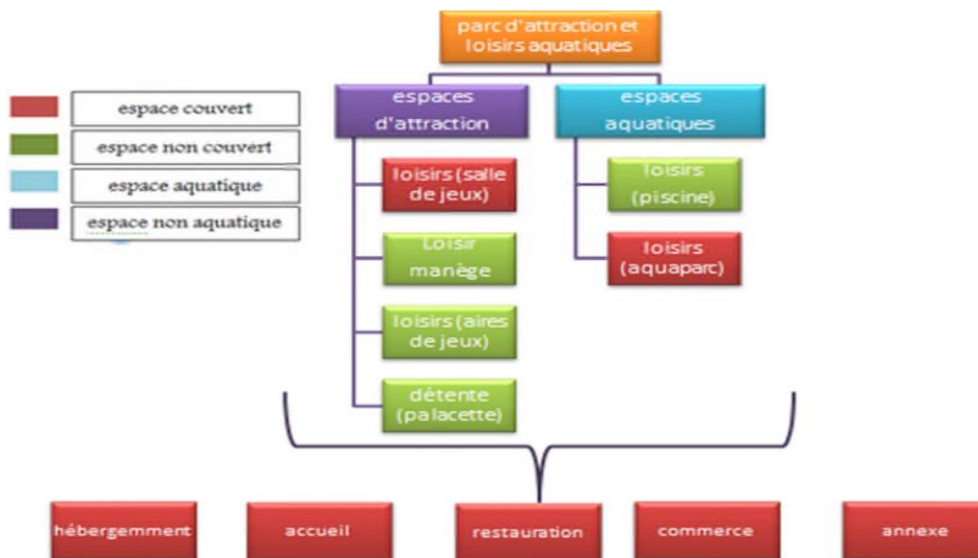 parc d'attraction et
loisirs aquatiques
espace couvert
espace non couvert
espace aquatique
espace non aquatique
espaces
d'attraction
espaces
aquatiques
loisirs (salle
de jeux)
Loisir
manège
loisirs (aires
de jeux)
détente
(palacette)
loisirs
(piscine)
loisirs
(aquaparc)
hébergemment
accueil
restauration
commerce
annexe